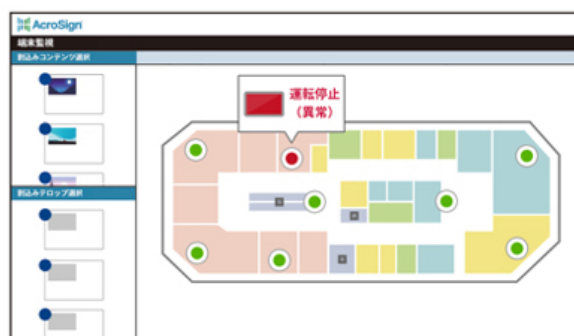 AcroSign
端末監視
割込みコンテンツ選択
運転停止
（異常）
割込みテロップ選択